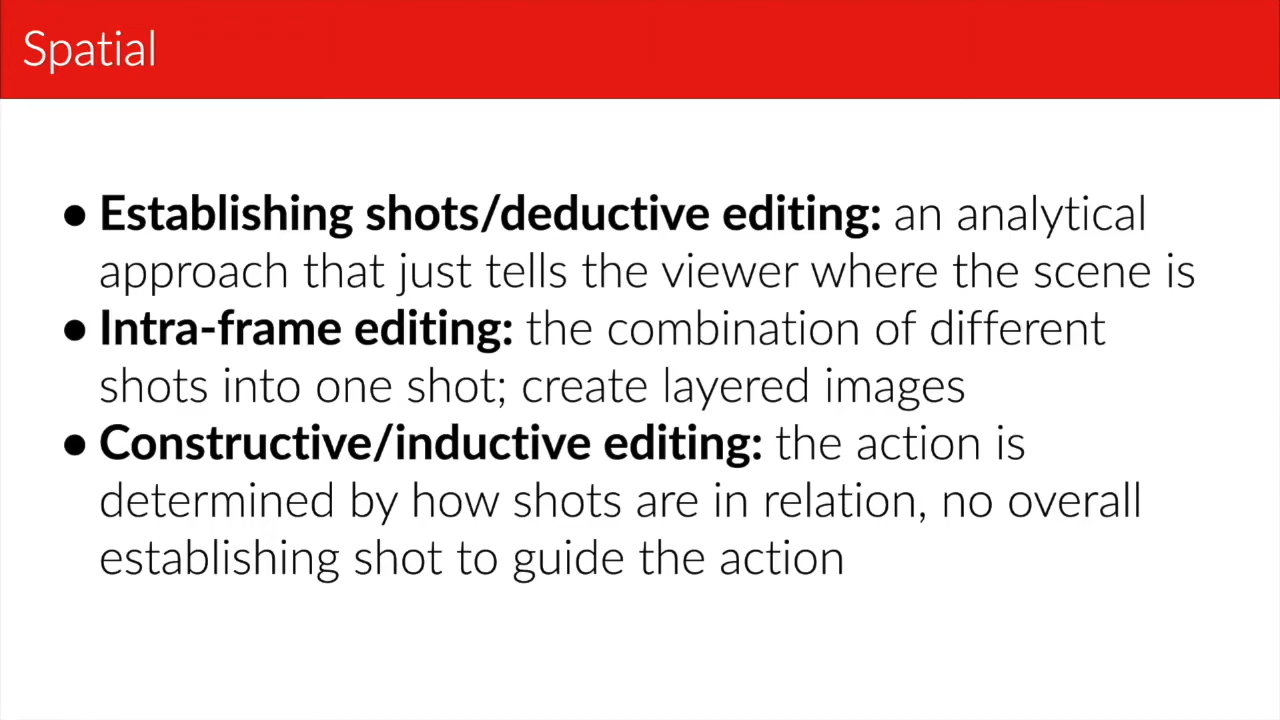 Spatial
● Establishing shots/deductive editing: an analytical
approach that just tells the viewer where the scene is
● Intra-frame editing: the combination of different
shots into one shot; create layered images
● Constructive/inductive editing: the action is
determined by how shots are in relation, no overall
establishing shot to guide the action